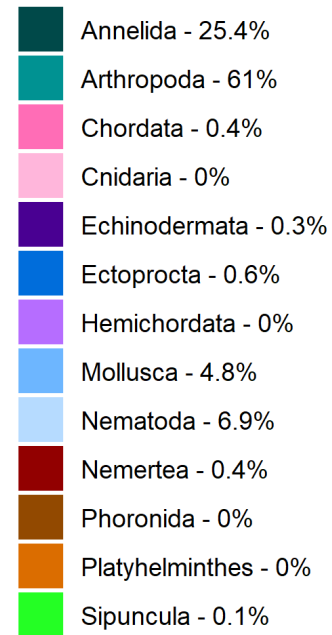 Annelida - 25.4%
Arthropoda - 61%
Chordata - 0.4%
Cnidaria - 0%
Echinodermata - 0.3%
Ectoprocta - 0.6%
Hemichordata - 0%
Mollusca - 4.8%
Nematoda - 6.9%
Nemertea - 0.4%
Phoronida - 0%
Platyhelminthes - 0%
Sipuncula - 0.1%